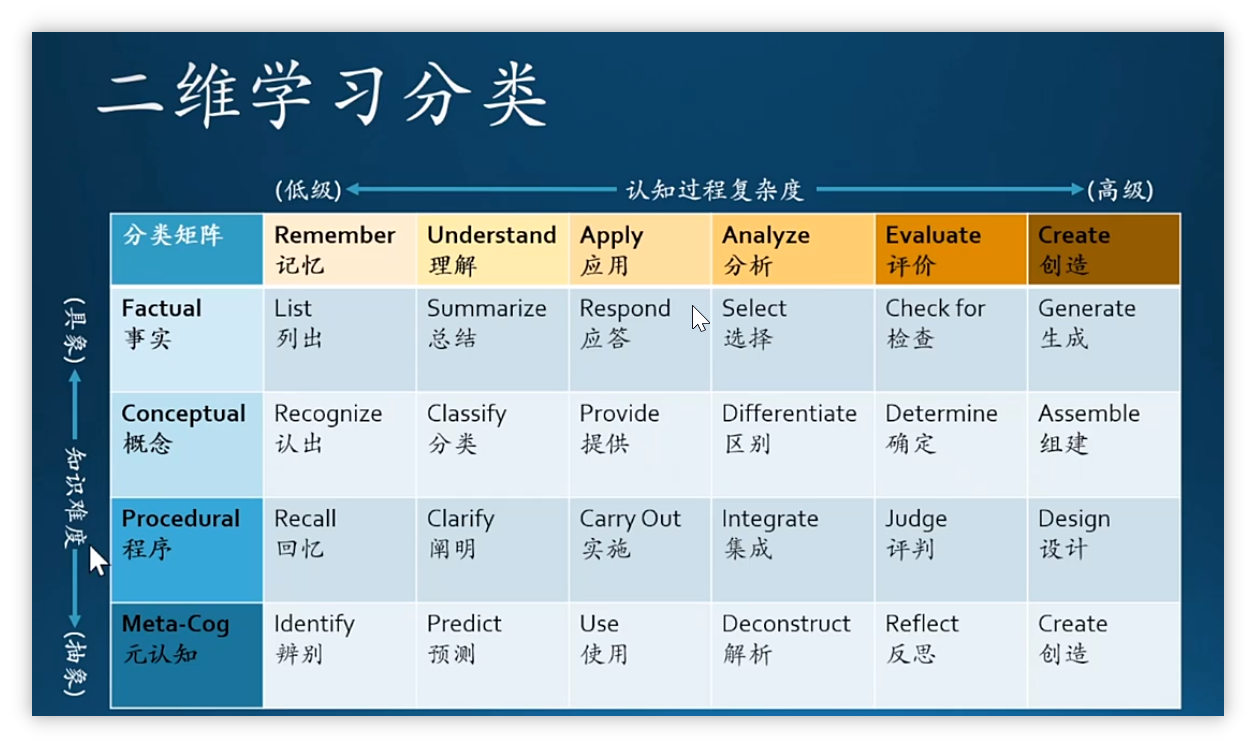 二维学习分类
(低级) 认知过程复杂度 (高级)
分类矩阵 Remember Understand Apply Analyze Evaluate Create
记忆 理解 应用 分析 评价 创造
(具象)
知识难度
(抽象)
Factual List Summarize Respond Select Check for Generate
事实 列出 总结 应答 选择 检查 生成
Conceptual Recognize Classify Provide Differentiate Determine Assemble
概念 认出 分类 提供 区别 确定 组建
Procedural Recall Clarify Carry Out Integrate Judge Design
程序 回忆 阐明 实施 集成 评判 设计
Meta-Cog Identify Predict Use Deconstruct Reflect Create
元认知 辨别 预测 使用 解析 反思 创造